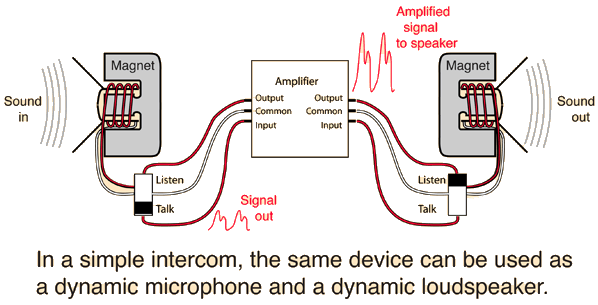 Amplified
signal
to speaker
Magnet
Magnet
Amplifier
Sound
in
Sound
out
Output
Output
Common
Common
Input
Input
Listen
Listen
Talk
Talk
Signal
out
In a simple intercom, the same device can be used as
a dynamic microphone and a dynamic loudspeaker.